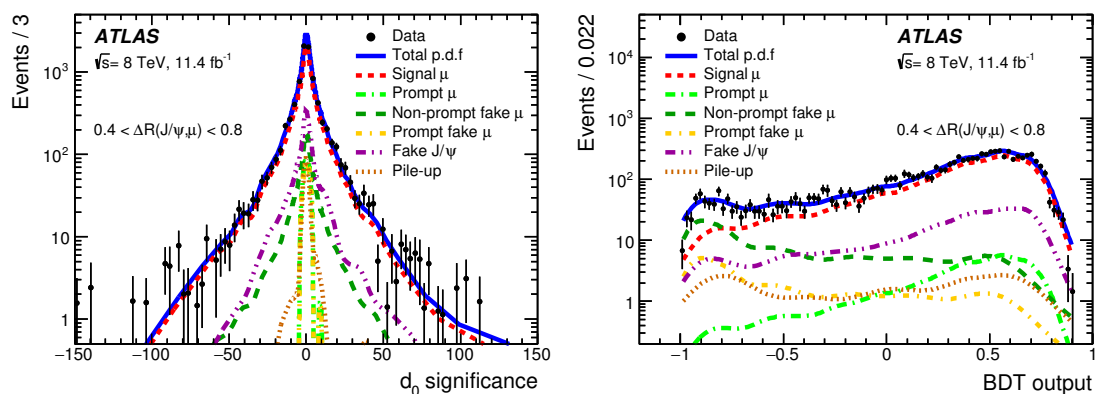 Events / 3
ATLAS
√s= 8 TeV, 11.4 fb⁻¹
0.4 < ΔR(J/ψ,μ) < 0.8
Data
Total p.d.f
Signal μ
Prompt μ
Non-prompt fake μ
Prompt fake μ
Fake J/ψ
Pile-up
10³
10²
10
1
−150 −100 −50 0 50 100 150
d₀ significance
Events / 0.022
Data
Total p.d.f
Signal μ
Prompt μ
Non-prompt fake μ
Prompt fake μ
Fake J/ψ
Pile-up
ATLAS
√s= 8 TeV, 11.4 fb⁻¹
0.4 < ΔR(J/ψ,μ) < 0.8
10⁴
10³
10²
10
1
−1 −0.5 0 0.5 1
BDT output